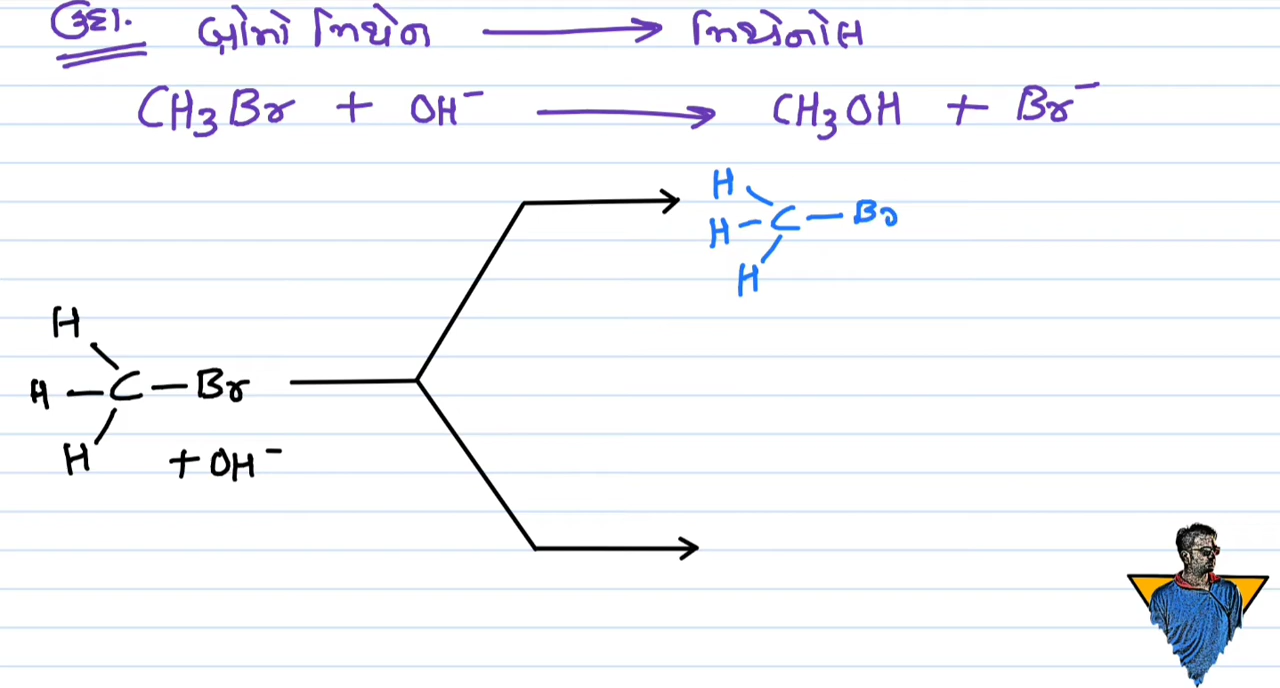 ઉદા. બ્રોમો મિથેન ⟶ મિથેનોલ
CH3Br + OH⁻ ⟶ CH3OH + Br⁻
H
H – C – Br
H
H
H – C – Br
H + OH⁻